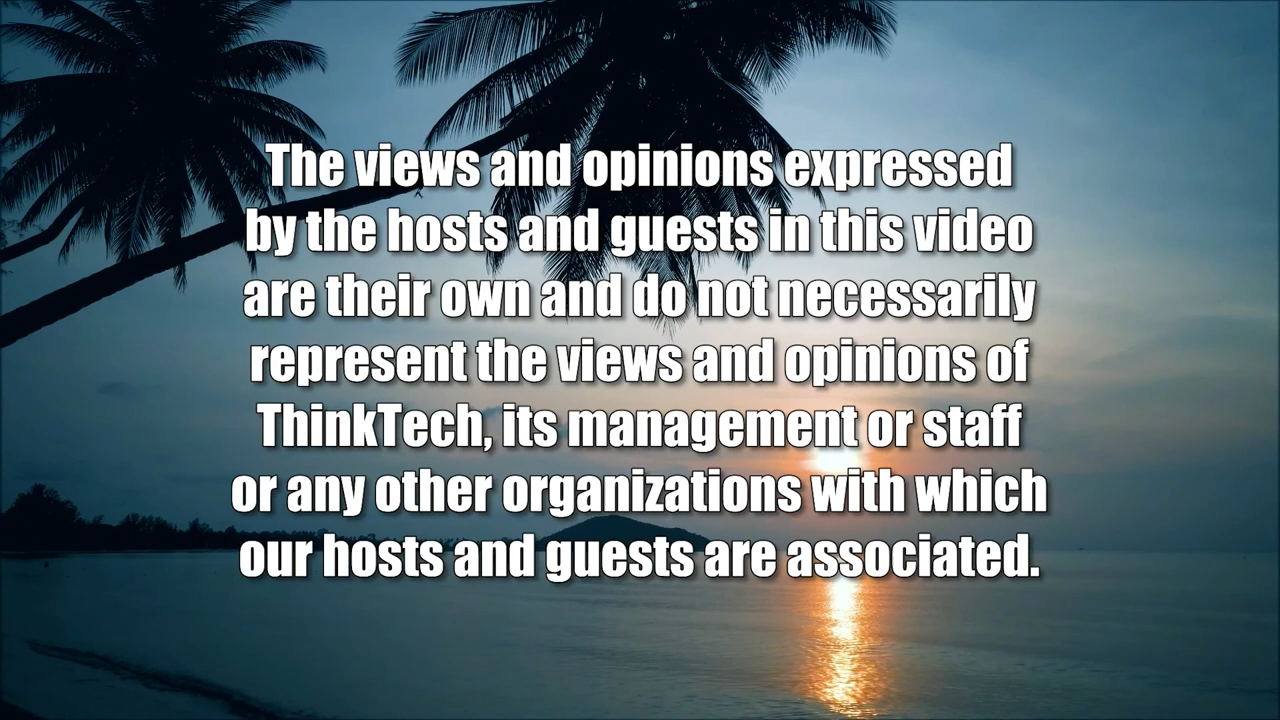 The views and opinions expressed
by the hosts and guests in this video
are their own and do not necessarily
represent the views and opinions of
ThinkTech, its management or staff
or any other organizations with which
our hosts and guests are associated.